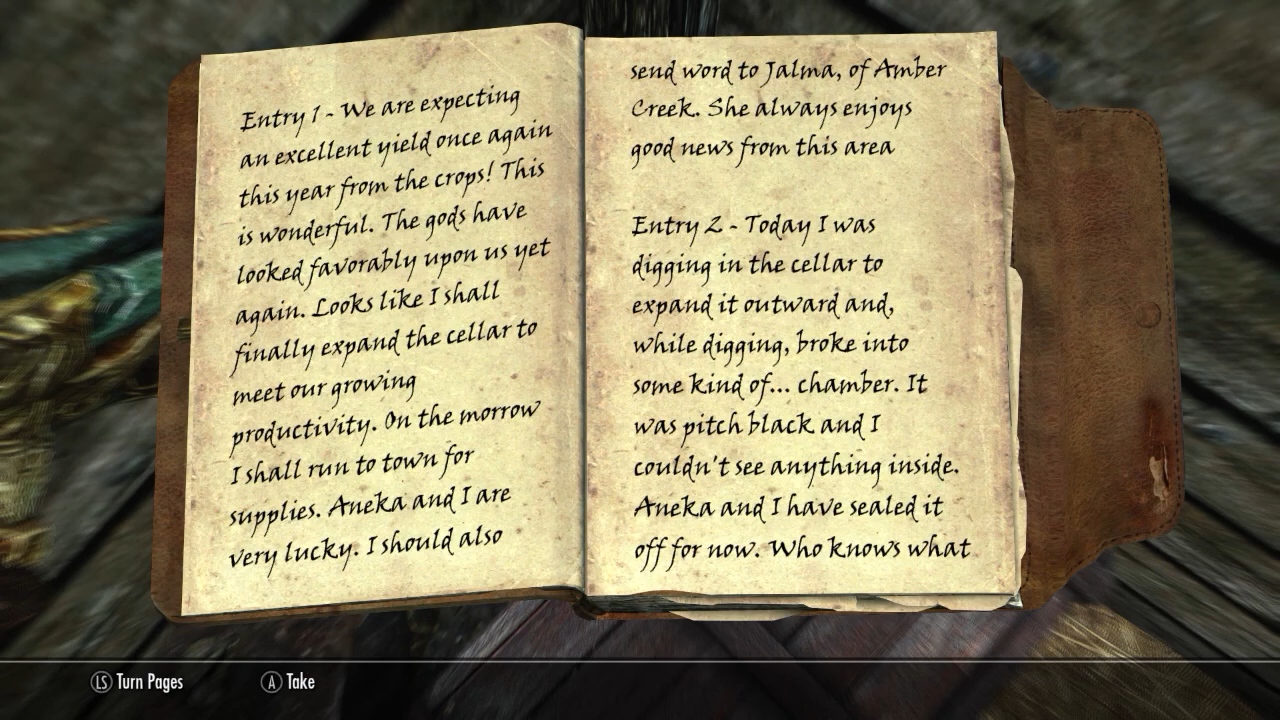 Entry 1 - We are expecting
an excellent yield once again
this year from the crops! This
is wonderful. The gods have
looked favorably upon us yet
again. Looks like I shall
finally expand the cellar to
meet our growing
productivity. On the morrow
I shall run to town for
supplies. Aneka and I are
very lucky. I should also
send word to Jalma, of Amber
Creek. She always enjoys
good news from this area
Entry 2 - Today I was
digging in the cellar to
expand it outward and,
while digging, broke into
some kind of... chamber. It
was pitch black and I
couldn't see anything inside.
Aneka and I have sealed it
off for now. Who knows what
LS Turn Pages
A Take